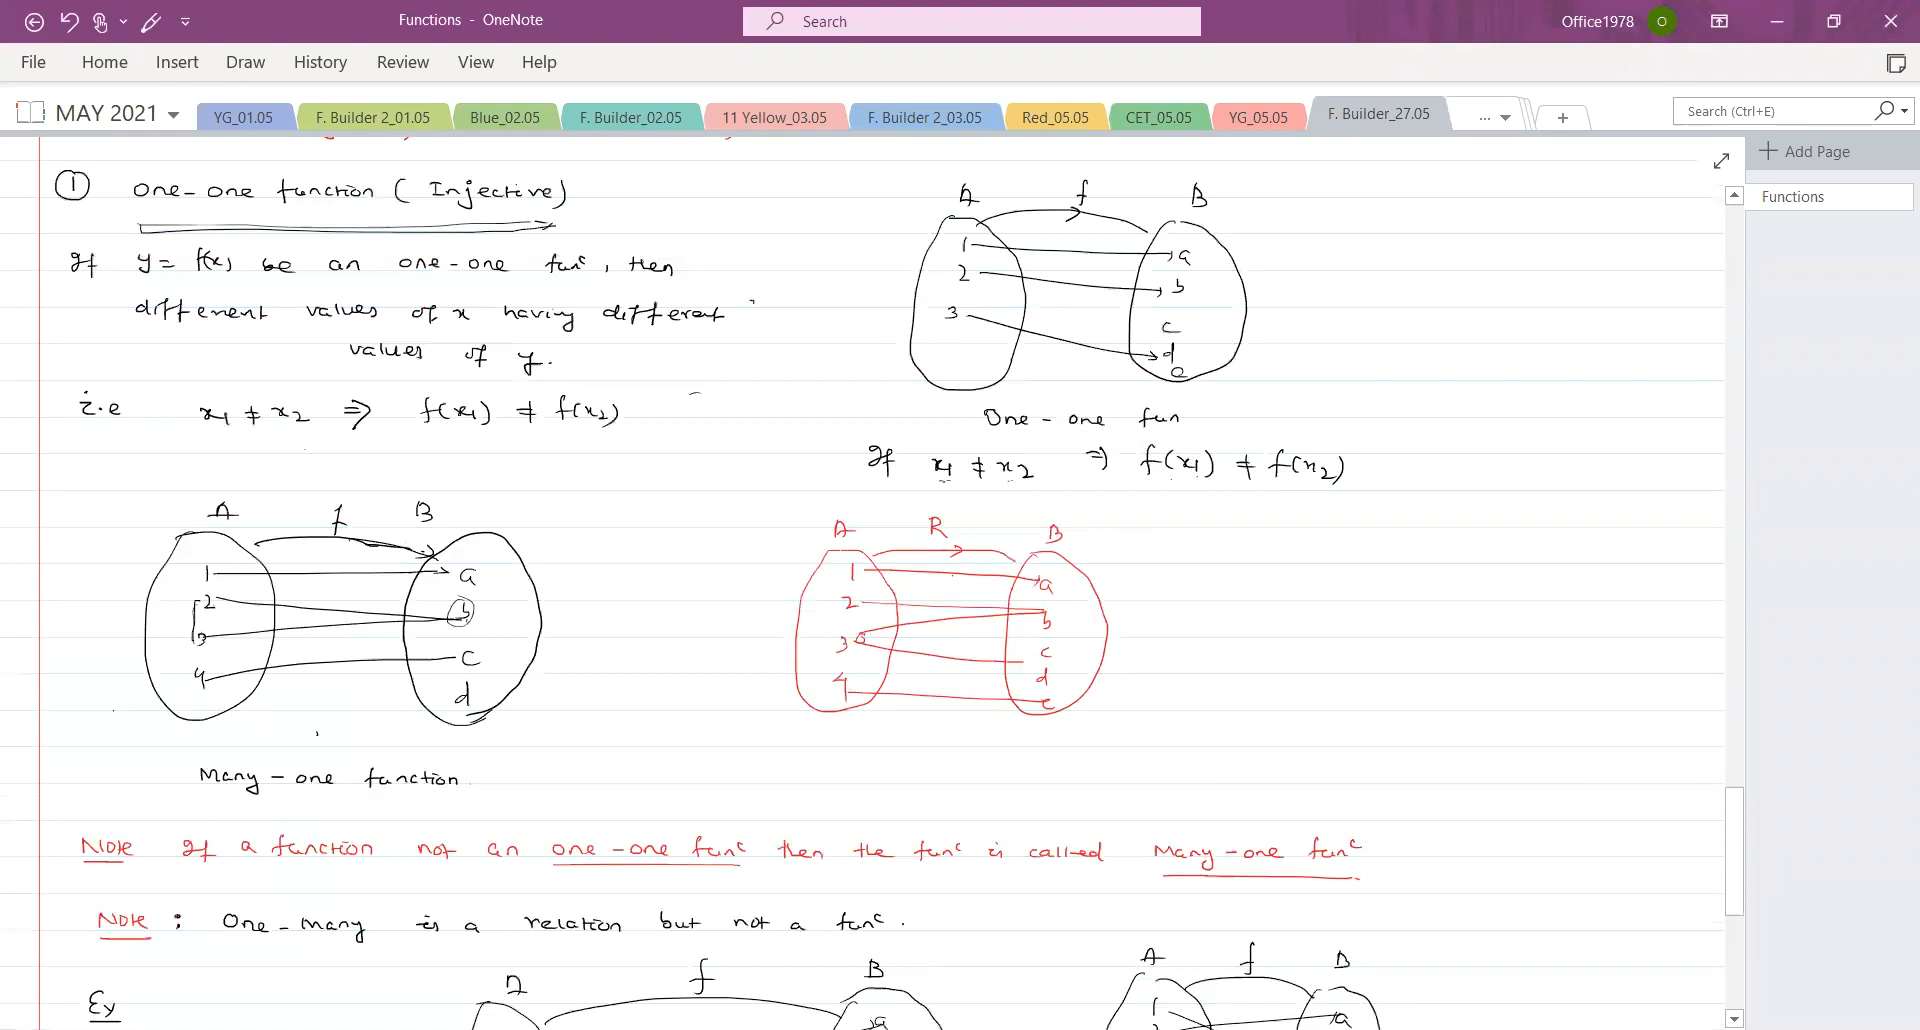 Functions - OneNote
Search
Office1978
O
File Home Insert Draw History Review View Help
MAY 2021
YG_01.05 F. Builder 2_01.05 Blue_02.05 F. Builder_02.05 11 Yellow_03.05 F. Builder 2_03.05 Red_05.05 CET_05.05 YG_05.05 F. Builder_27.05 ...
Search (Ctrl+E)
Add Page
Functions
① One-one function ( Injective)
If y = f(x) be an one-one funᶜ, then
different values of x having different
values of y.
i.e x1 ≠ x2 ⇒ f(x1) ≠ f(x2)
A f B
1 a
2 b
3 c
d
e
One - one fun
If x1 ≠ x2 ⇒ f(x1) ≠ f(x2)
A f B
1 a
2 b
3
4 c
d
Many - one function.
A R B
1 a
2 b
3 c
4 d
e
Note If a function not an one-one funᶜ then the funᶜ is called Many-one funᶜ
Note : One-many is a relation but not a funᶜ.
Ex
f B
a
A f B
1 a